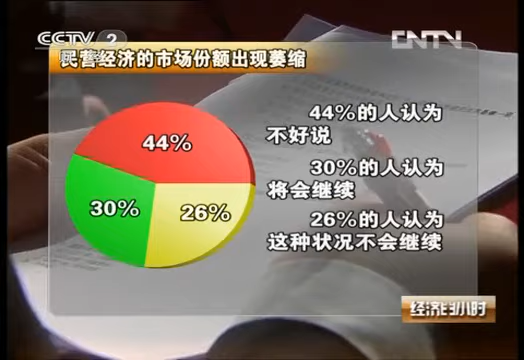 CCTV 2
CNTV
民营经济的市场份额出现萎缩
44%
30%
26%
44%的人认为
不好说
30%的人认为
将会继续
26%的人认为
这种状况不会继续
经济半小时